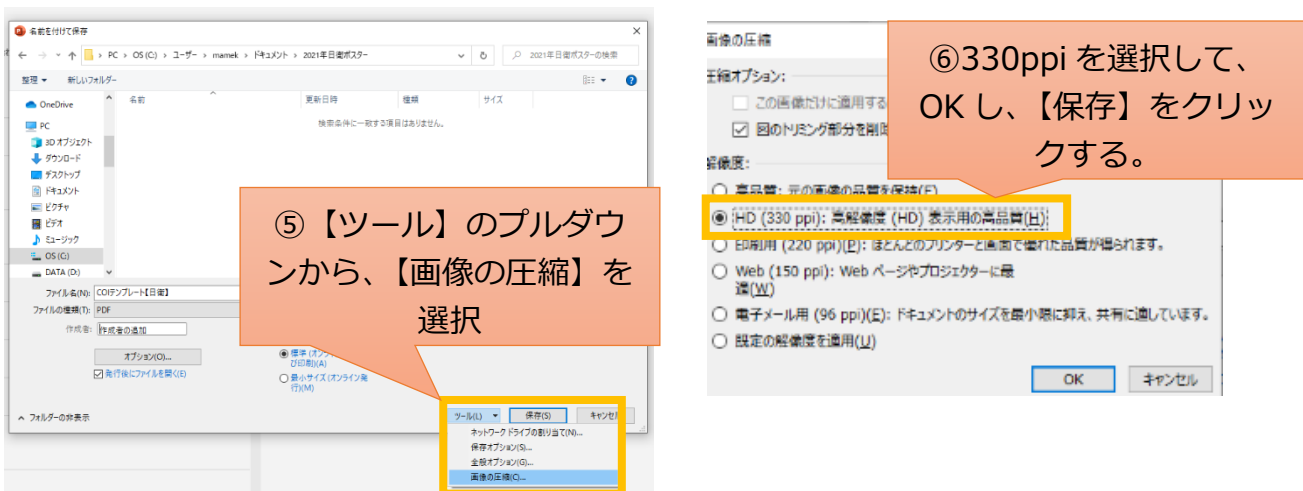 名前を付けて保存
PC › OS (C:) › ユーザー › mamek › ドキュメント › 2021年日衛ポスター
2021年日衛ポスターの検索
整理 新しいフォルダー
名前 更新日時 種類 サイズ
検索条件に一致する項目はありません。
OneDrive
PC
3D オブジェクト
ダウンロード
デスクトップ
ドキュメント
ピクチャ
ビデオ
ミュージック
OS (C:)
DATA (D:)
ファイル名(N): COIテンプレート【日衛】
ファイルの種類(T): PDF
作成者: 作成者の追加
オプション(O)...
発行後にファイルを開く(E)
標準 (オンラ
び印刷)(A)
最小サイズ (オンライン発
行)(M)
フォルダーの非表示
ツール(L) 保存(S) キャンセル
ネットワーク ドライブの割り当て(N)...
保存オプション(S)...
全般オプション(G)...
画像の圧縮(C)...
⑤【ツール】のプルダウ
ンから、【画像の圧縮】を
選択
画像の圧縮
圧縮オプション:
この画像だけに適用する
図のトリミング部分を削除
解像度:
高品質: 元の画像の品質を保持(F)
HD (330 ppi): 高解像度 (HD) 表示用の高品質(H)
印刷用 (220 ppi)(P): ほとんどのプリンターと画面で優れた品質が得られます。
Web (150 ppi): Web ページやプロジェクターに最
適(W)
電子メール用 (96 ppi)(E): ドキュメントのサイズを最小限に抑え、共有に適しています。
既定の解像度を適用(U)
OK キャンセル
⑥330ppi を選択して、
OK し、【保存】をクリッ
クする。